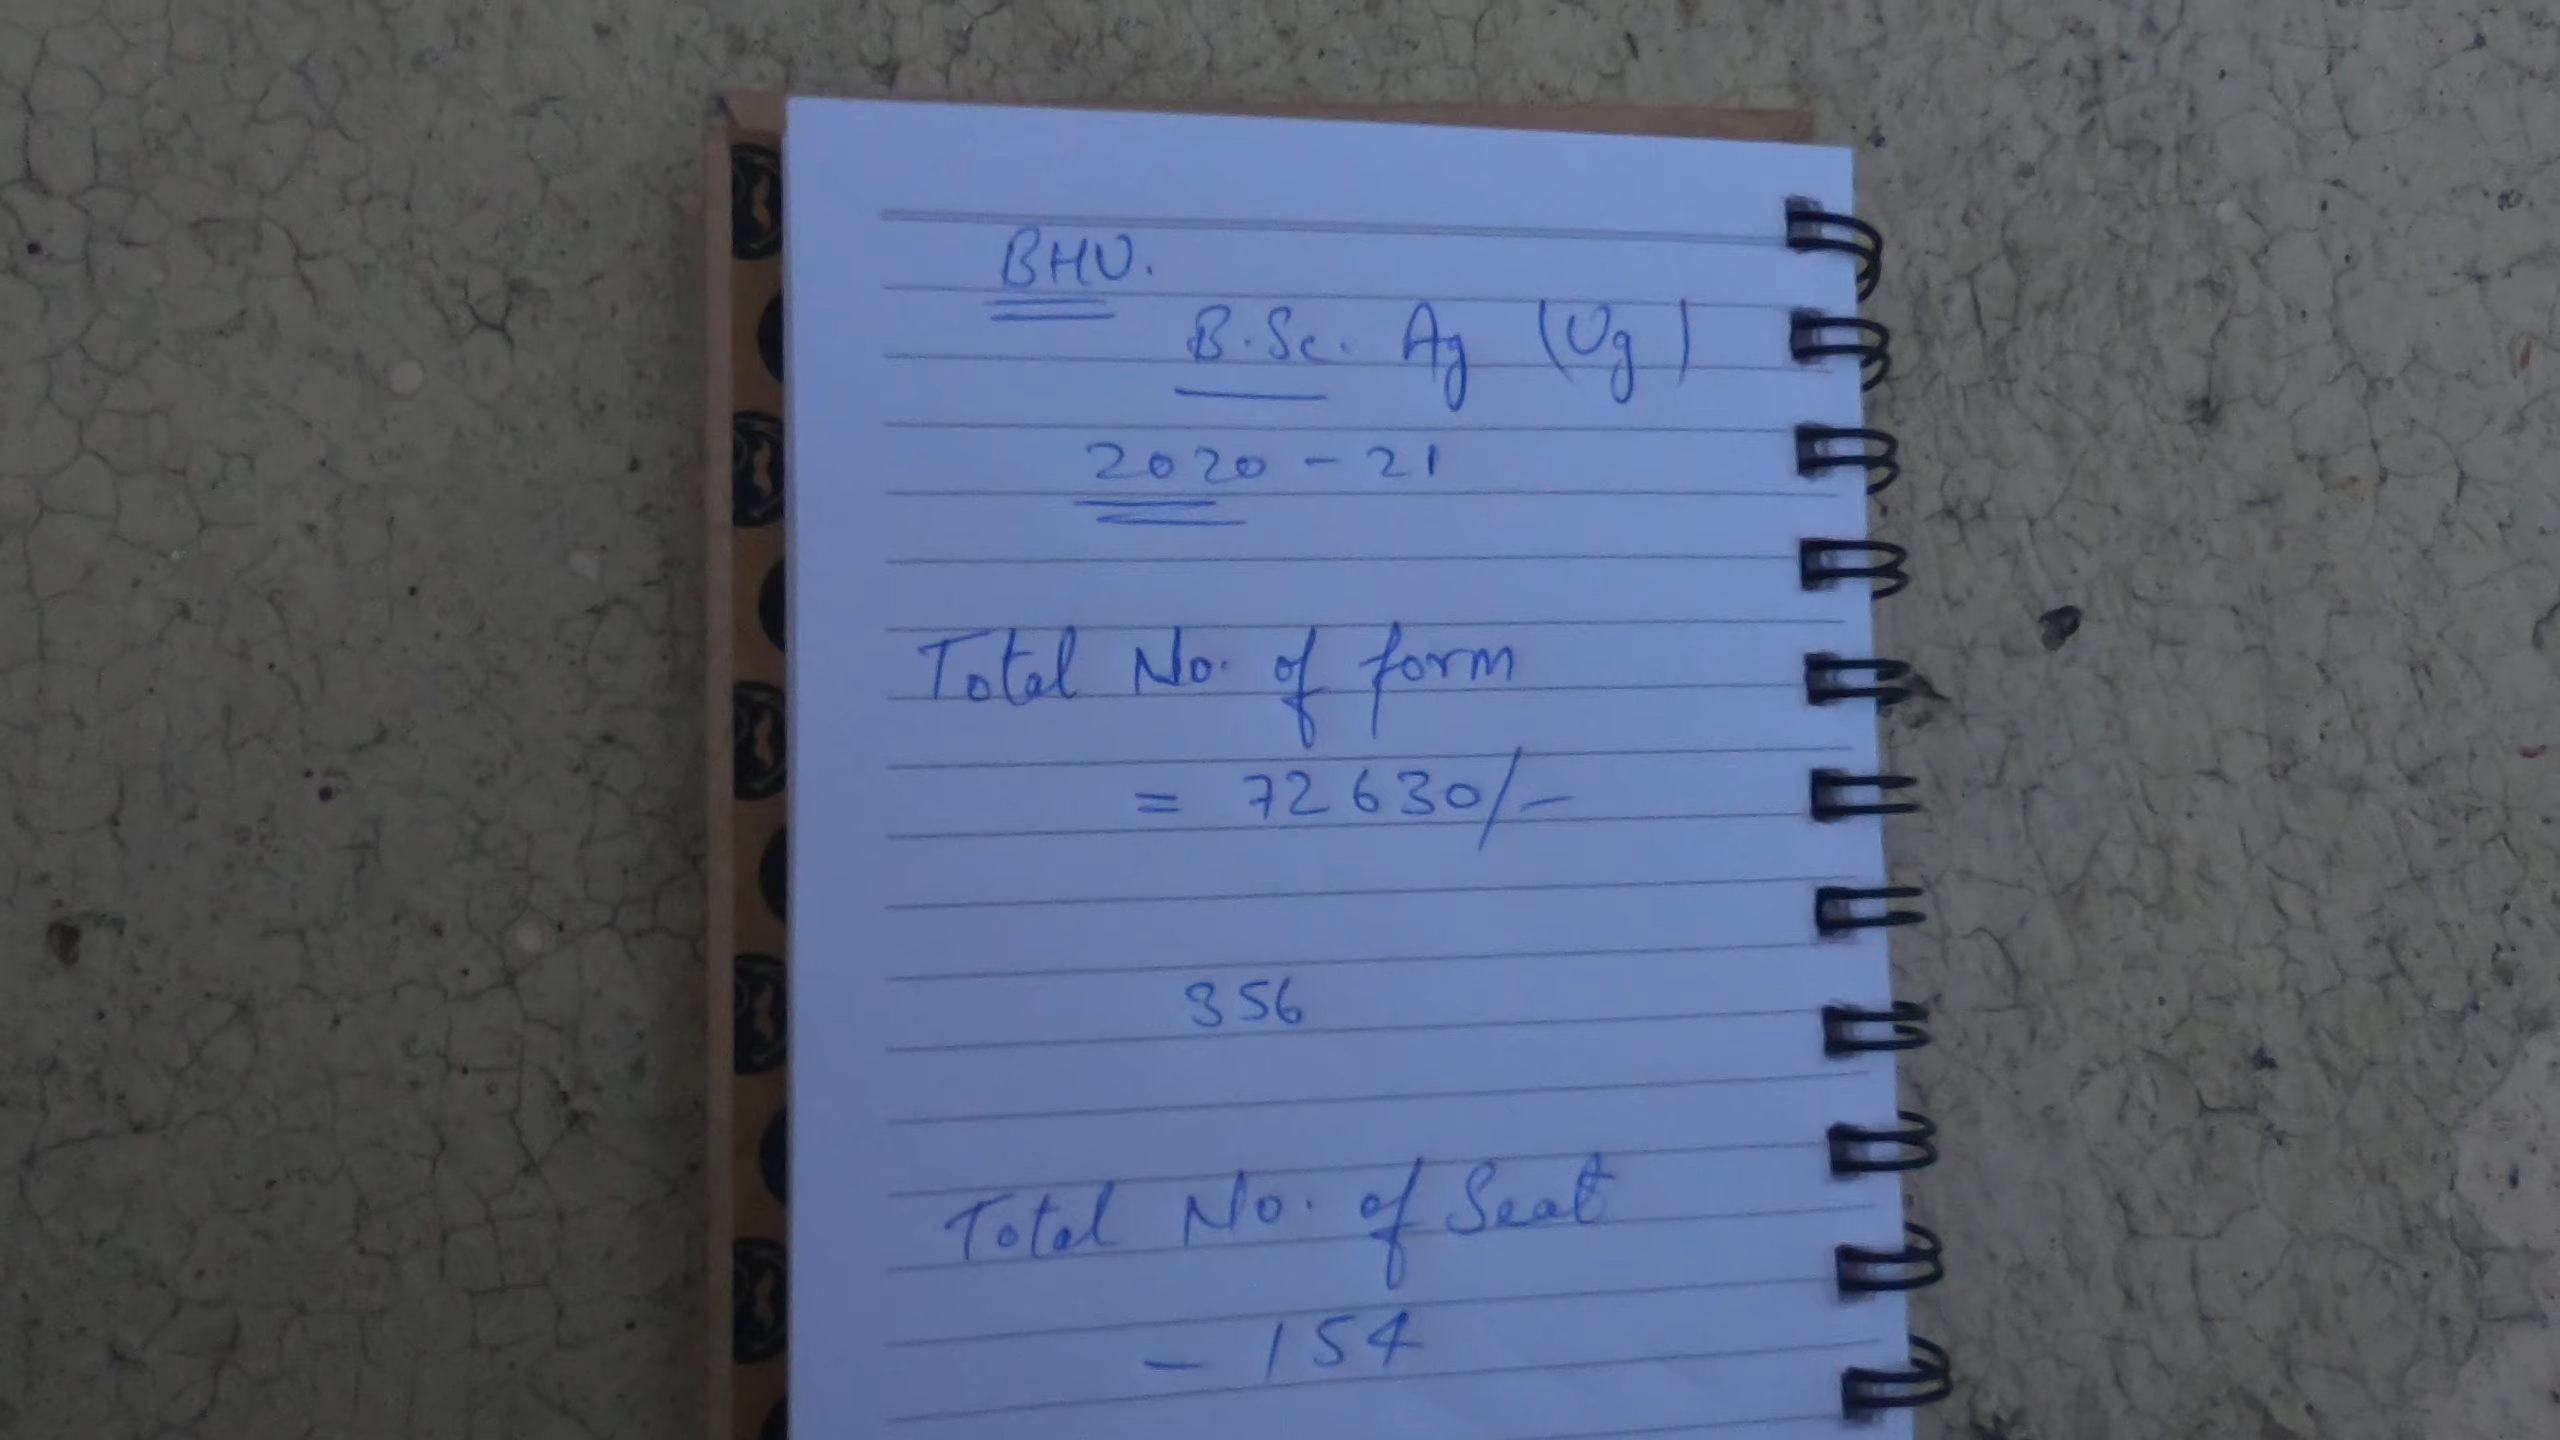 BHU.
B.Sc. Ag (Ug)
2020 - 21
Total No. of form
= 72630/-
356
Total No. of Seat
- 154